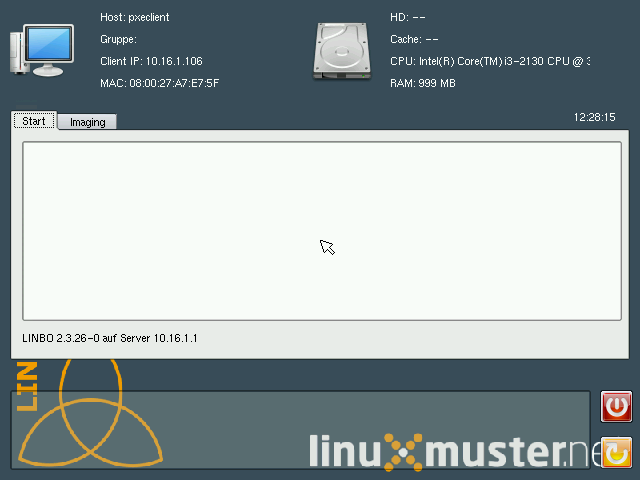 Host: pxeclient
Gruppe:
Client IP: 10.16.1.106
MAC: 08:00:27:A7:E7:5F
HD: --
Cache: --
CPU: Intel(R) Core(TM) i3-2130 CPU @ 3
RAM: 999 MB
Start
Imaging
12:28:15
LINBO 2.3.26-0 auf Server 10.16.1.1
LIN
linuxmuster.ne